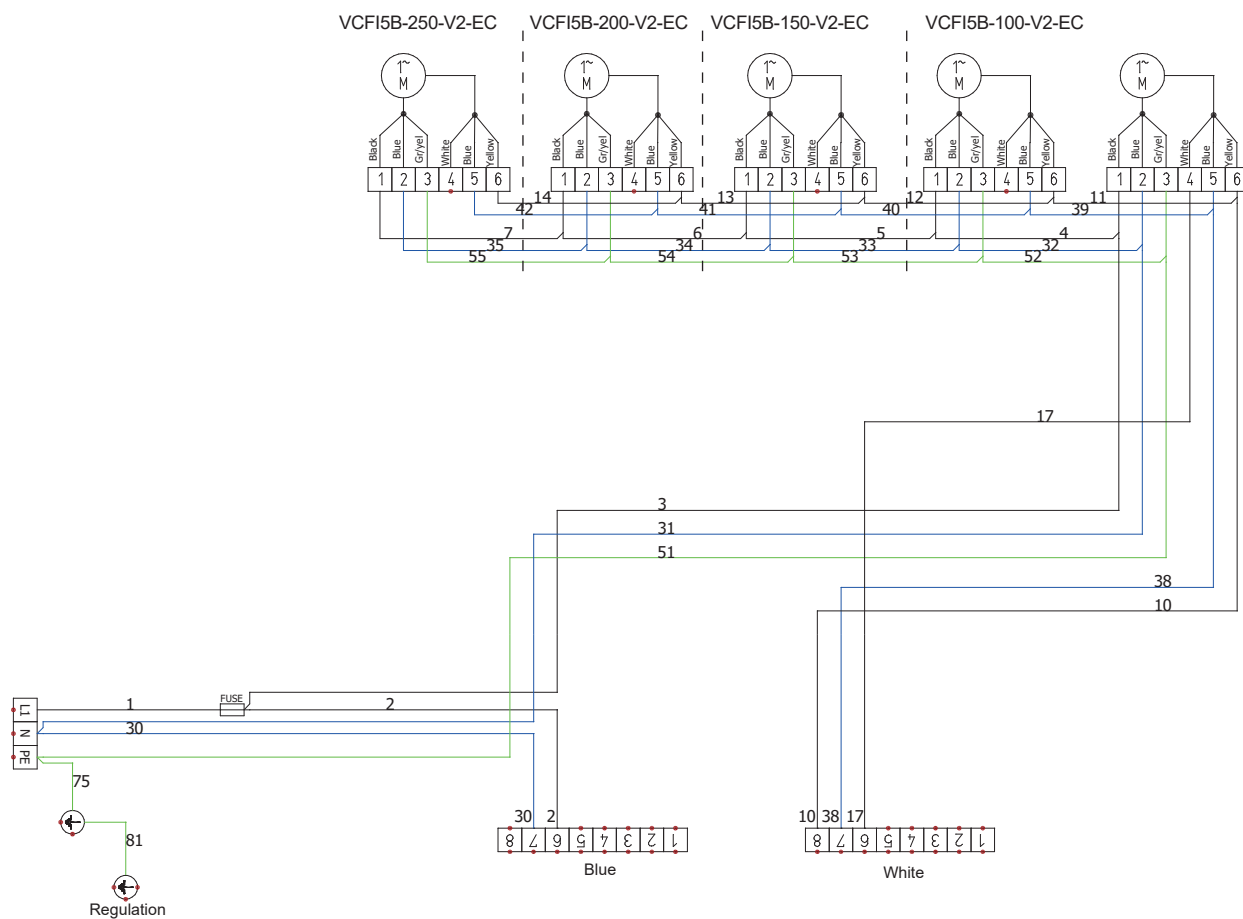 VCFI5B-250-V2-EC VCFI5B-200-V2-EC VCFI5B-150-V2-EC VCFI5B-100-V2-EC
1~ 1~ 1~ 1~ 1~
M M M M M
Black Blue Gr/yel White Blue Yellow Black Blue Gr/yel White Blue Yellow Black Blue Gr/yel White Blue Yellow Black Blue Gr/yel White Blue Yellow Black Blue Gr/yel White Blue Yellow
1 2 3 4 5 6 1 2 3 4 5 6 1 2 3 4 5 6 1 2 3 4 5 6 1 2 3 4 5 6
14 13 12 11
42 41 40 39
7 6 5 4
35 34 33 32
55 54 53 52
17
3
31
51
38
10
FUSE
L1 1 2
N 30
PE
75
81
30 2 10 38 17
8 7 6 5 4 3 2 1 8 7 6 5 4 3 2 1
Blue White
Regulation